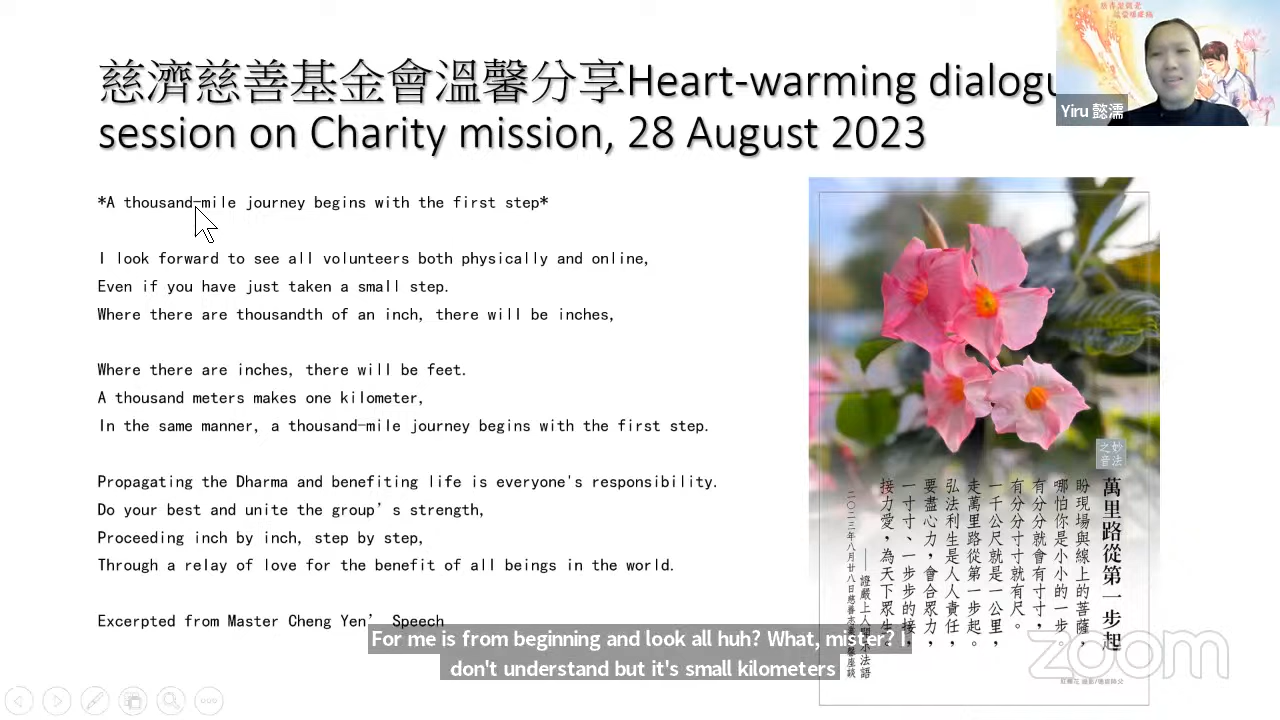 慈濟慈善基金會溫馨分享Heart-warming dialogu
session on Charity mission, 28 August 2023
Yiru 懿濡
*A thousand-mile journey begins with the first step*
I look forward to see all volunteers both physically and online,
Even if you have just taken a small step.
Where there are thousandth of an inch, there will be inches,
Where there are inches, there will be feet.
A thousand meters makes one kilometer,
In the same manner, a thousand-mile journey begins with the first step.
Propagating the Dharma and benefiting life is everyone's responsibility.
Do your best and unite the group’s strength,
Proceeding inch by inch, step by step,
Through a relay of love for the benefit of all beings in the world.
Excerpted from Master Cheng Yen’ Speech
妙法
之音
萬里路從第一步起
盼現場與線上的菩薩，
哪怕你是小小的一步。
有分分就會有寸寸，
有分分寸寸就有尺。
一千公尺就是一公里，
走萬里路從第一步起。
弘法利生是人人責任，
要盡心力，會合眾力，
一寸寸、一步步的接，
接力愛，為天下眾生。
For me is from beginning and look all huh? What, mister? I
don't understand but it's small kilometers
zoom